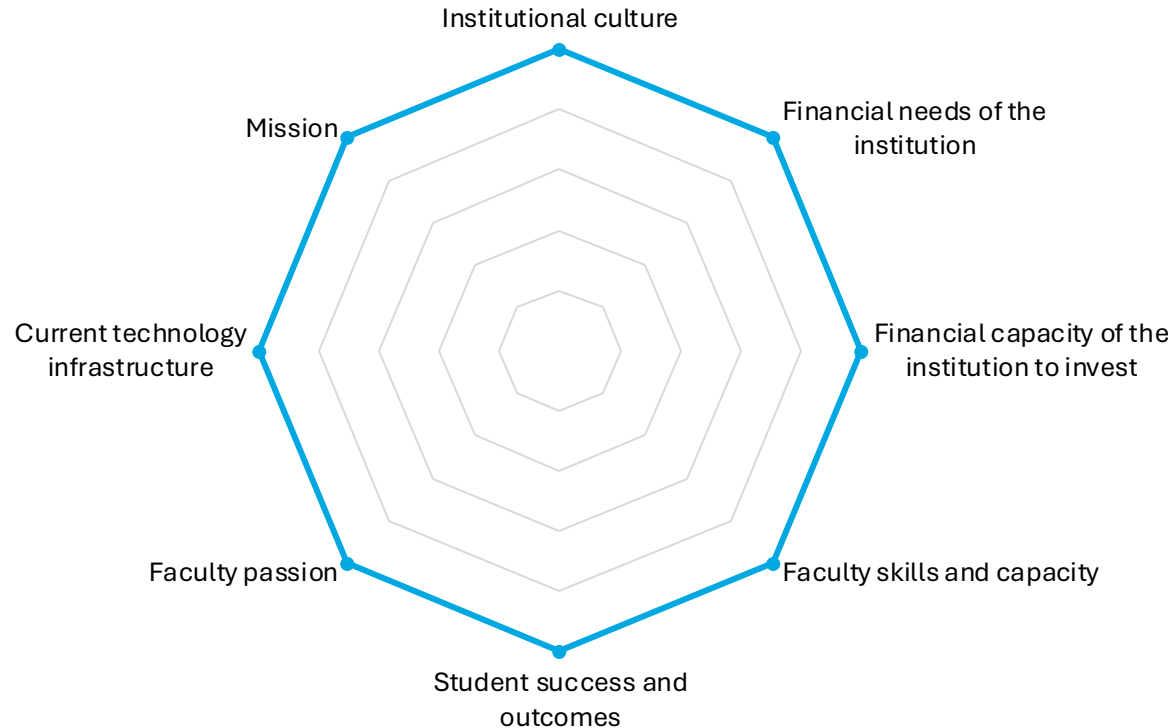 Institutional culture
Financial needs of the
institution
Mission
Current technology
infrastructure
Financial capacity of the
institution to invest
Faculty passion
Faculty skills and capacity
Student success and
outcomes